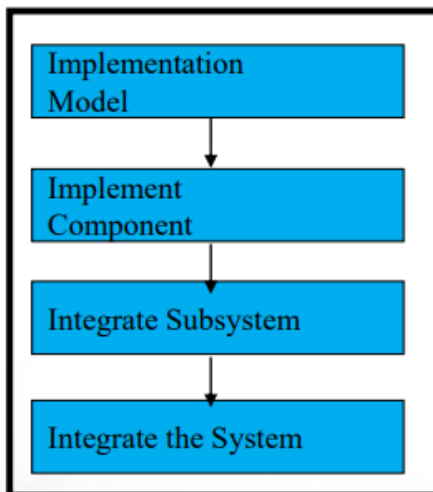 Implementation
Model
Implement
Component
Integrate Subsystem
Integrate the System